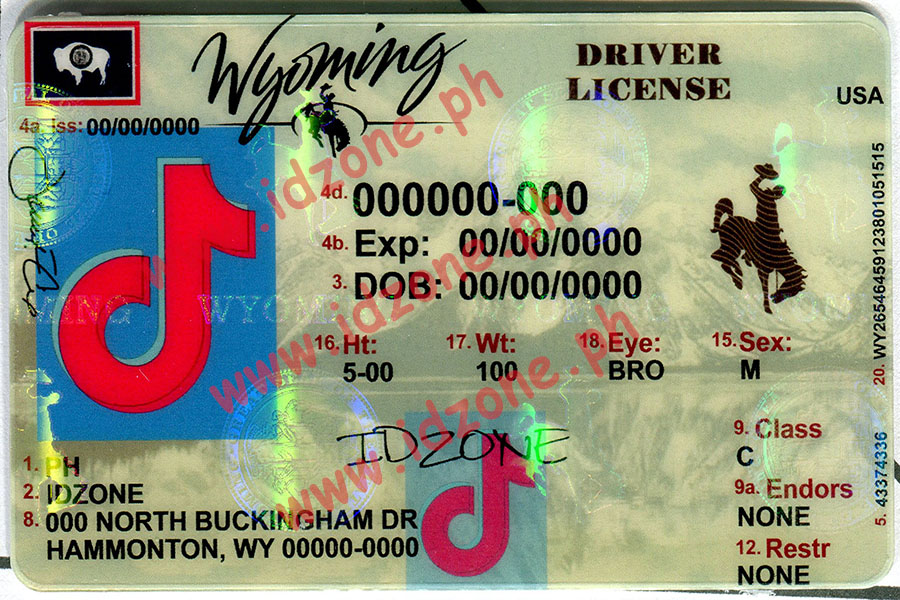 Wyoming
DRIVER
LICENSE
USA
4a. Iss: 00/00/0000
4d. 000000-000
4b. Exp: 00/00/0000
3. DOB: 00/00/0000
16. Ht: 17. Wt: 18. Eye: 15. Sex:
5-00 100 BRO M
IDZONE
9. Class
C
9a. Endors
NONE
12. Restr
NONE
1. PH
2. IDZONE
8. 000 NORTH BUCKINGHAM DR
HAMMONTON, WY 00000-0000
20. WY26546459123801051515
5. 43374336
www.idzone.ph
www.idzone.ph
www.idzone.ph